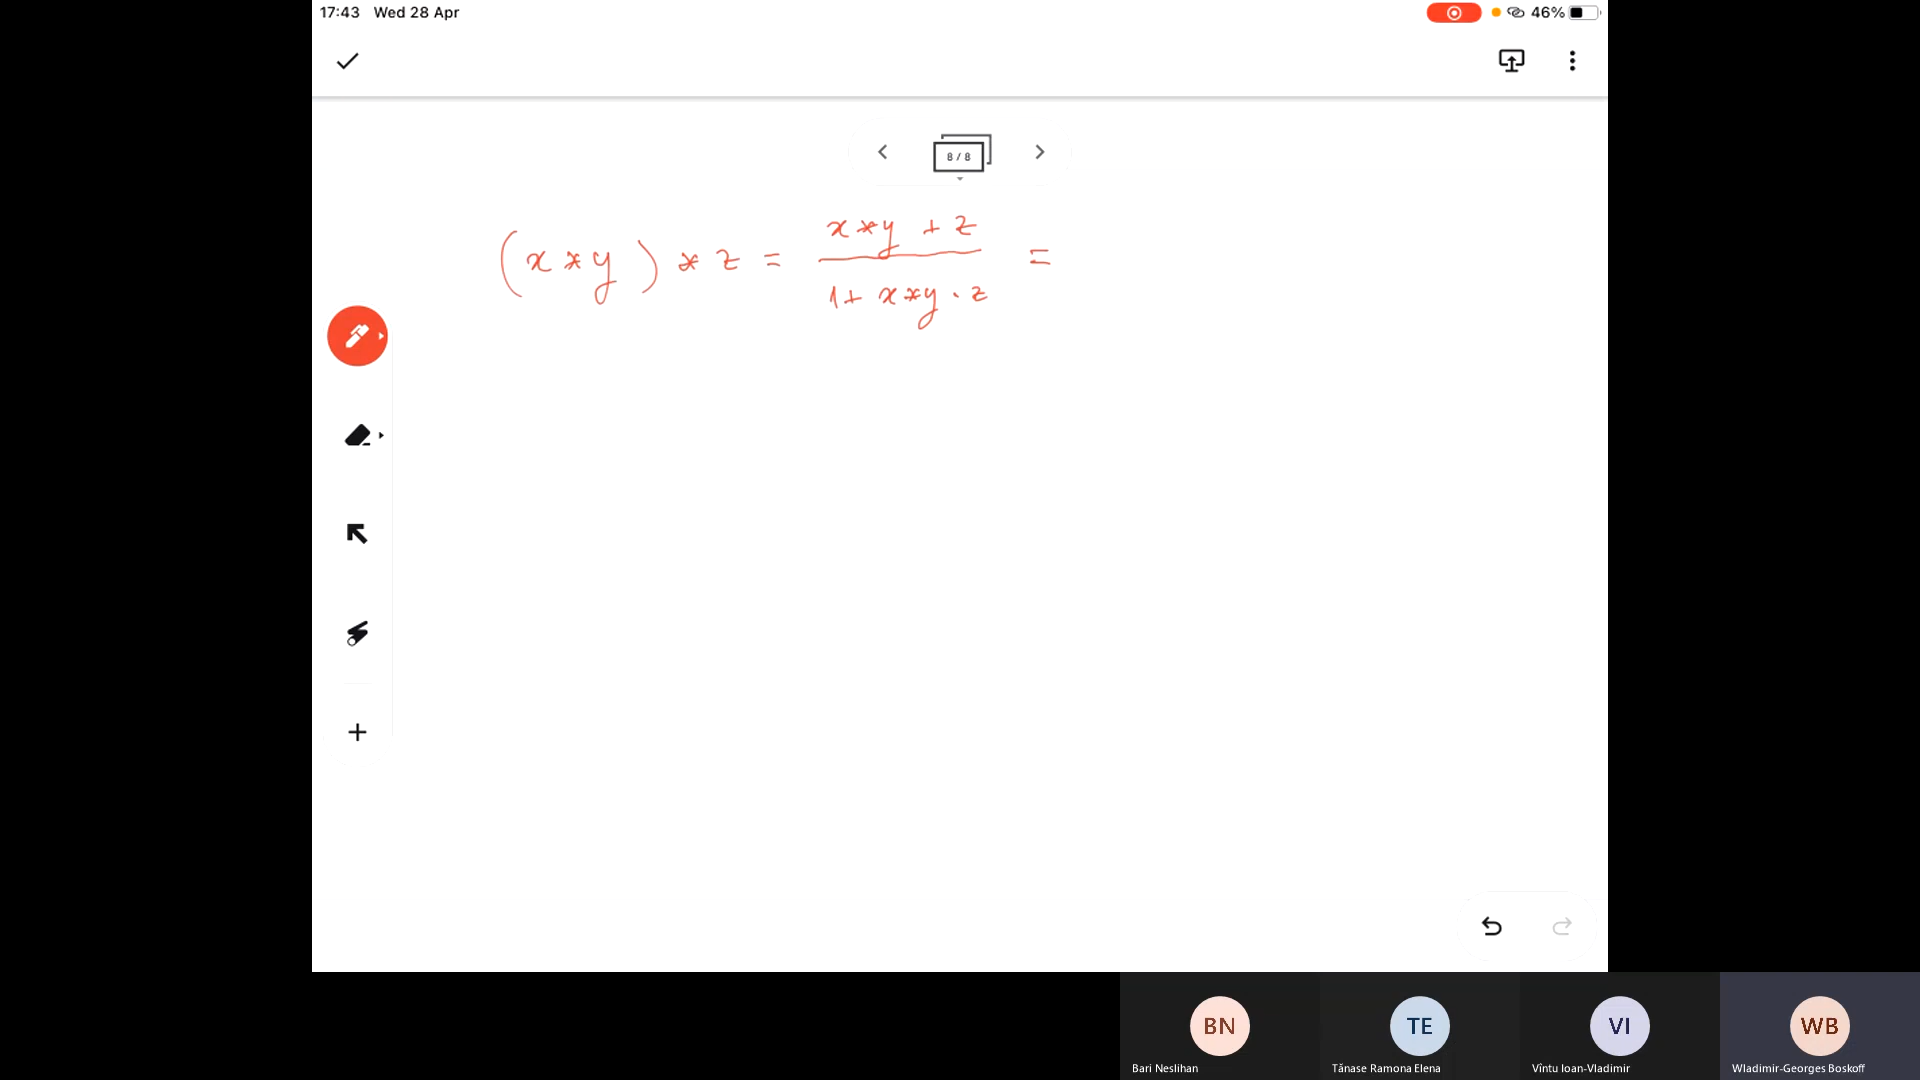 17:43 Wed 28 Apr 46%
8 / 8
(x * y) * z = \frac{x * y + z}{1 + x * y · z} =
BN TE VI WB
Bari Neslihan Tănase Ramona Elena Vîntu Ioan-Vladimir Wladimir-Georges Boskoff